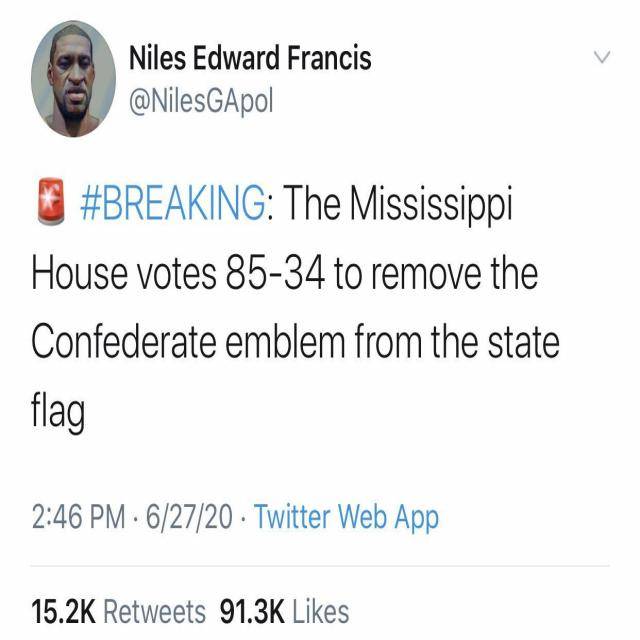 Niles Edward Francis
@NilesGApol
🚨 #BREAKING: The Mississippi
House votes 85-34 to remove the
Confederate emblem from the state
flag
2:46 PM · 6/27/20 · Twitter Web App
15.2K Retweets 91.3K Likes